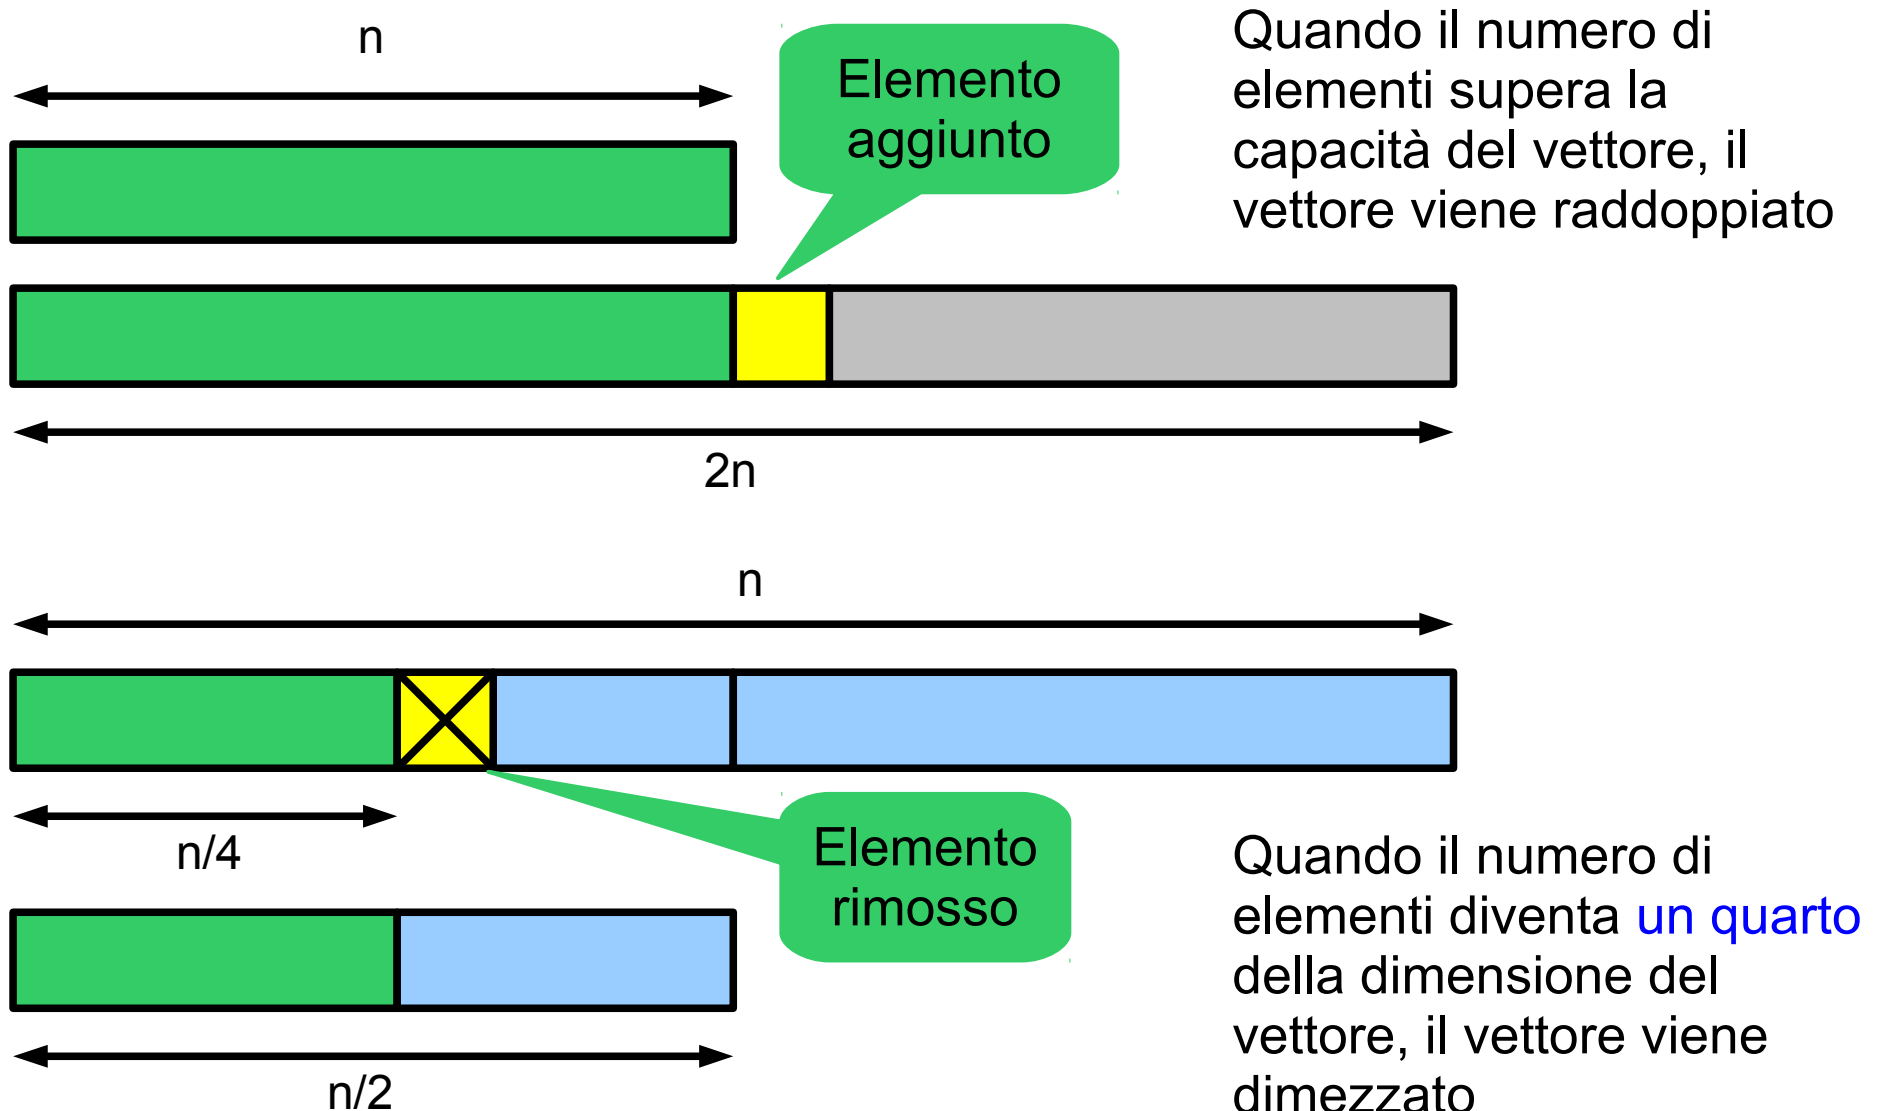 n
Elemento
aggiunto
Quando il numero di
elementi supera la
capacità del vettore, il
vettore viene raddoppiato
2n
n
n/4
Elemento
rimosso
Quando il numero di
elementi diventa un quarto
della dimensione del
vettore, il vettore viene
dimezzato
n/2